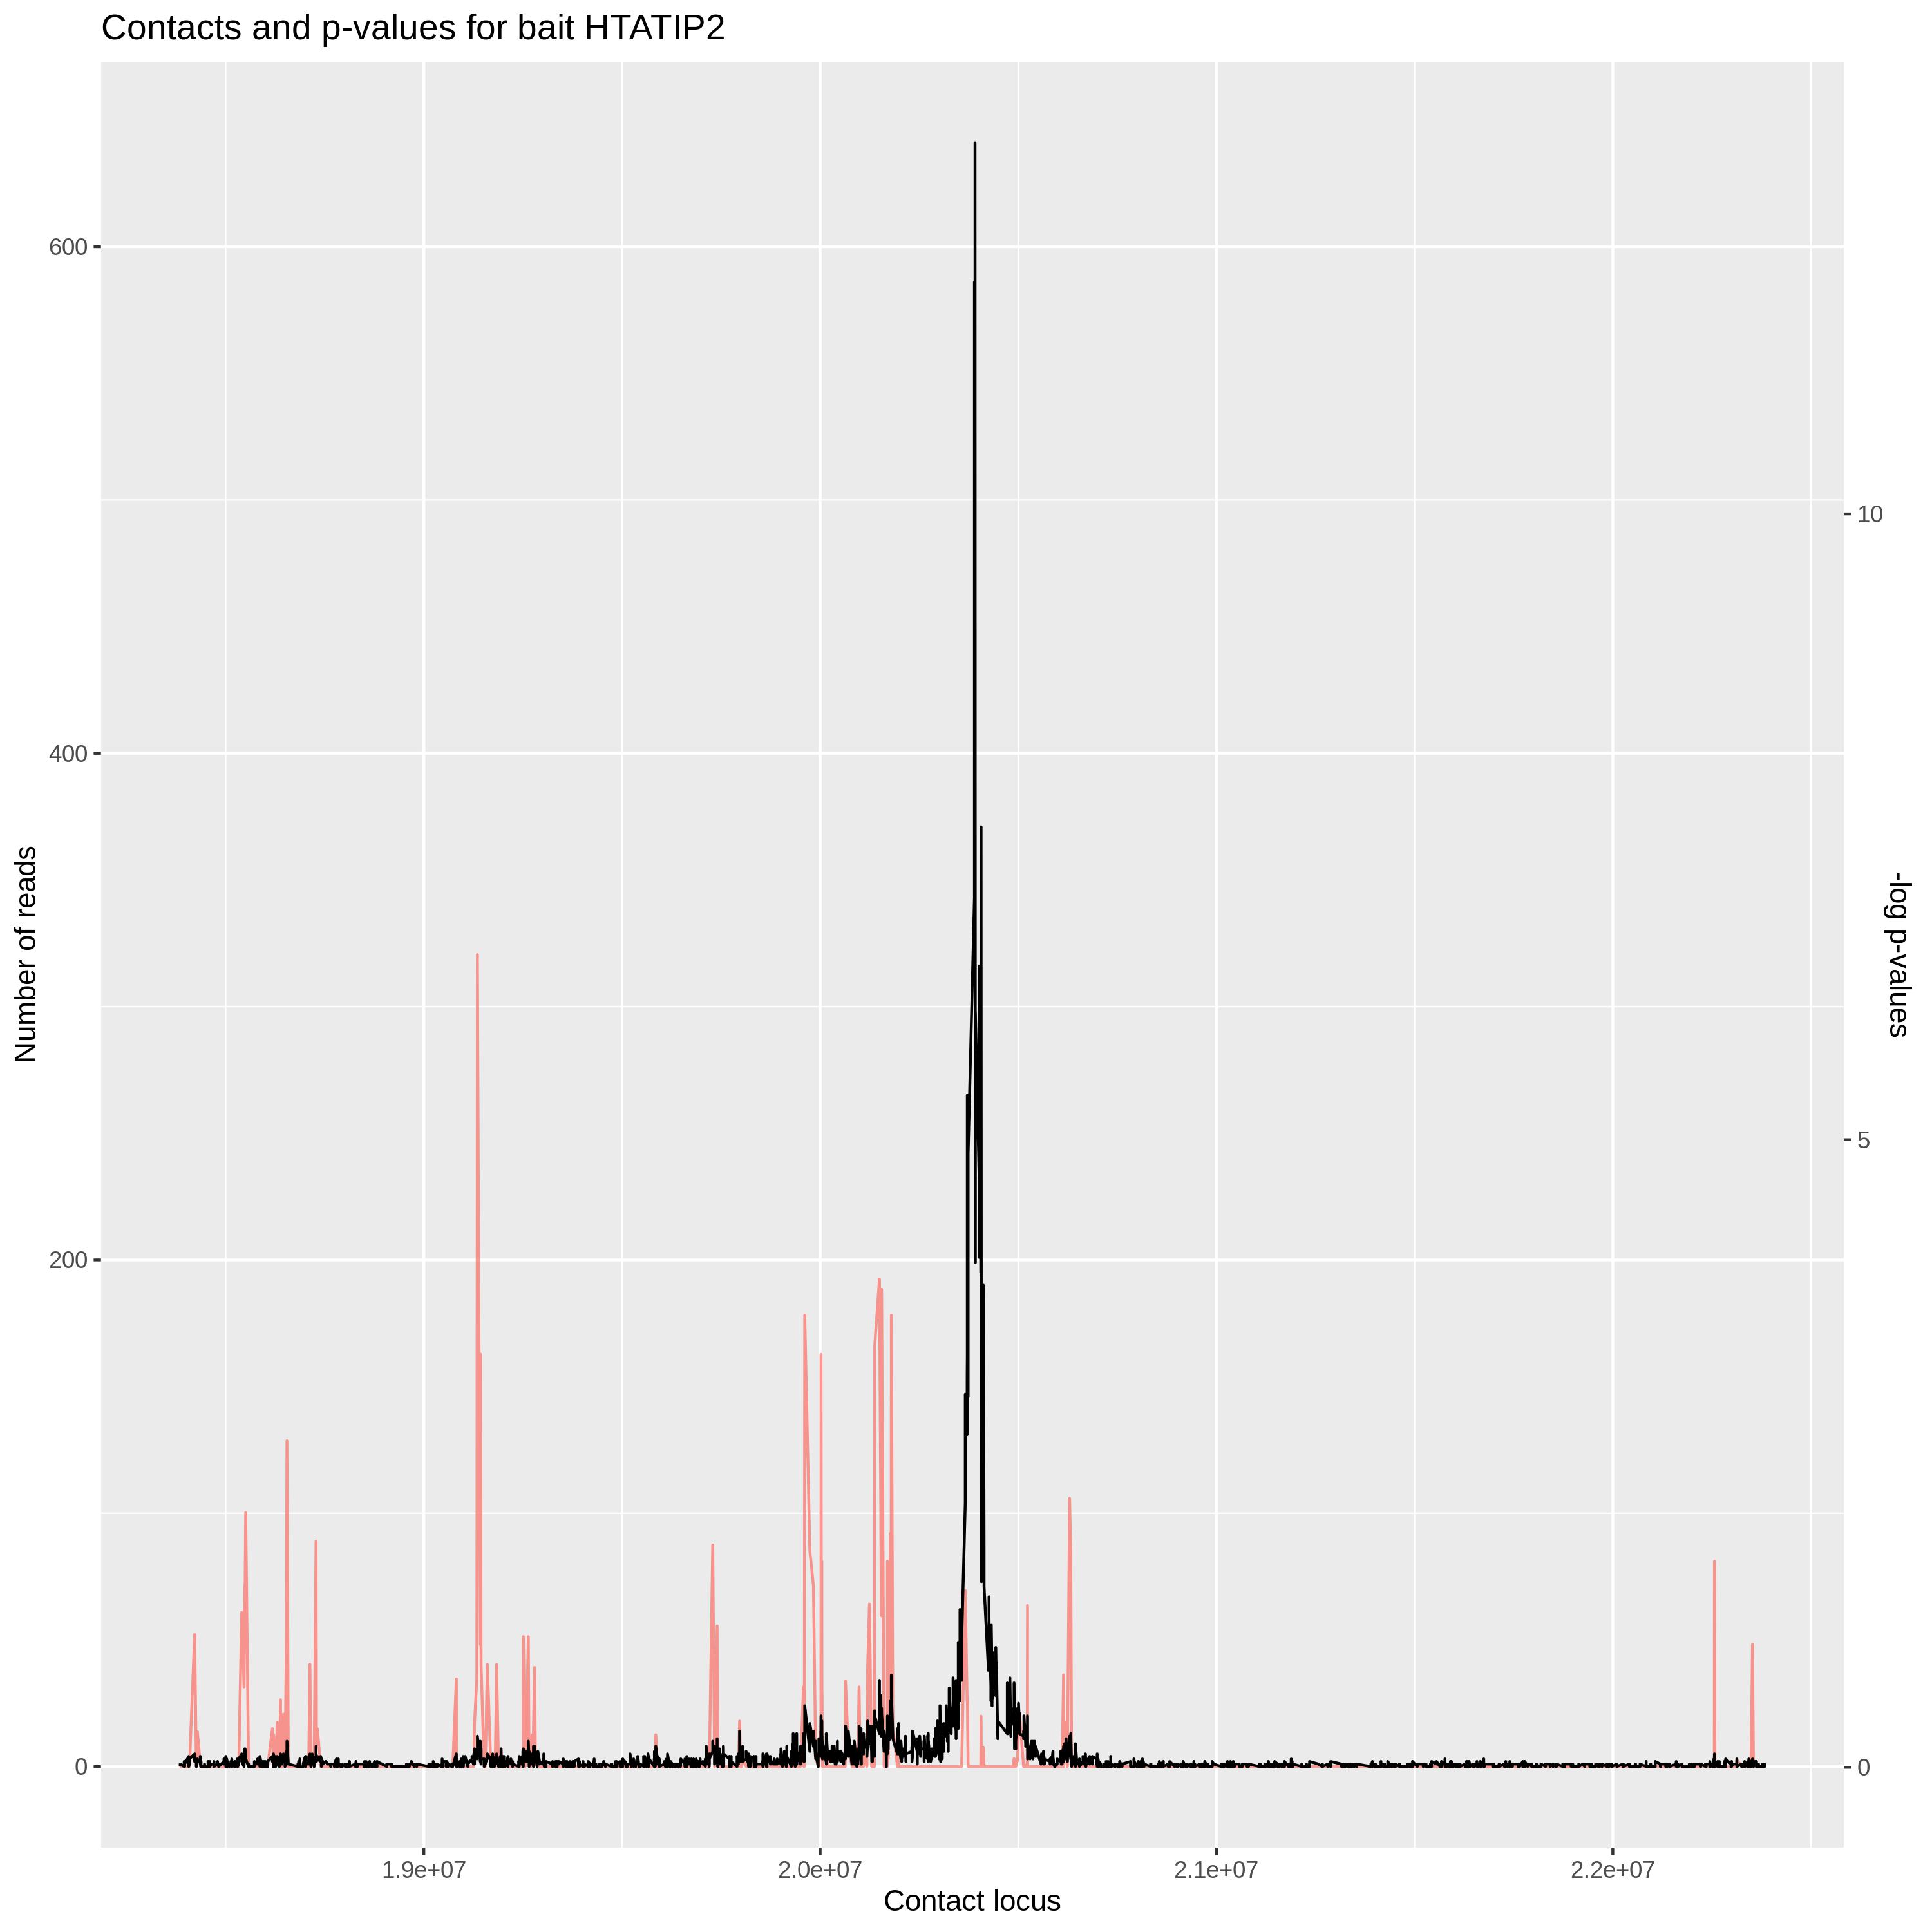 Contacts and p-values for bait HTATIP2
600
400
200
0
Number of reads
10
5
0
-log p-values
1.9e+07
2.0e+07
2.1e+07
2.2e+07
Contact locus